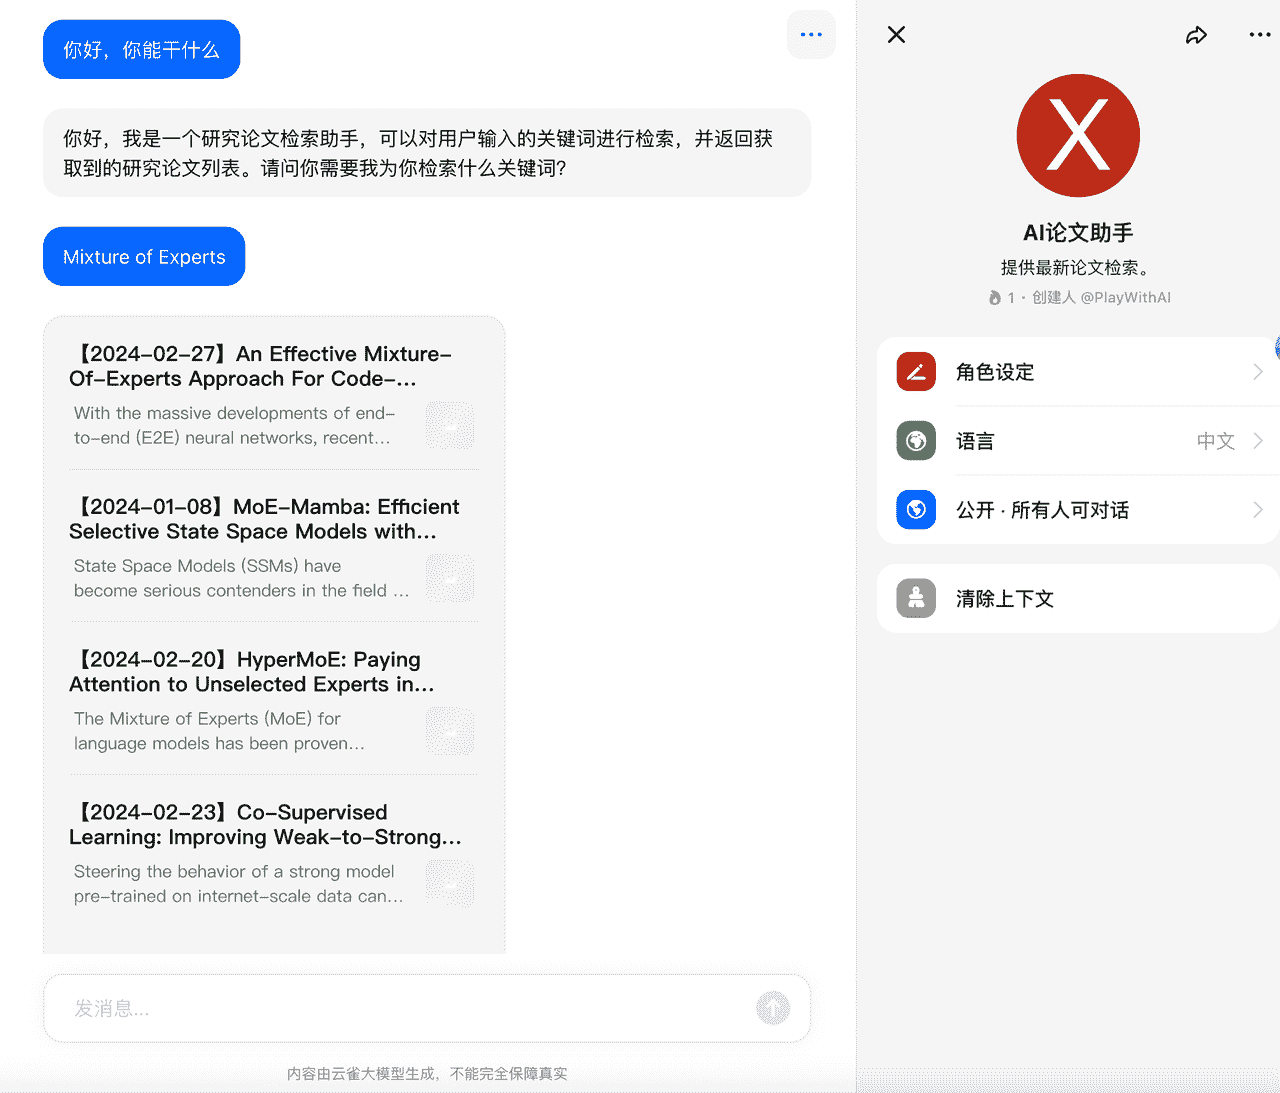 你好，你能干什么
你好，我是一个研究论文检索助手，可以对用户输入的关键词进行检索，并返回获
取到的研究论文列表。请问你需要我为你检索什么关键词？
Mixture of Experts
【2024-02-27】An Effective Mixture-
Of-Experts Approach For Code-...
With the massive developments of end-
to-end (E2E) neural networks, recent...
【2024-01-08】MoE-Mamba: Efficient
Selective State Space Models with...
State Space Models (SSMs) have
become serious contenders in the field ...
【2024-02-20】HyperMoE: Paying
Attention to Unselected Experts in...
The Mixture of Experts (MoE) for
language models has been proven...
【2024-02-23】Co-Supervised
Learning: Improving Weak-to-Strong...
Steering the behavior of a strong model
pre-trained on internet-scale data can...
发消息...
内容由云雀大模型生成，不能完全保障真实
X
AI论文助手
提供最新论文检索。
1 · 创建人 @PlayWithAI
角色设定
语言 中文
公开 · 所有人可对话
清除上下文